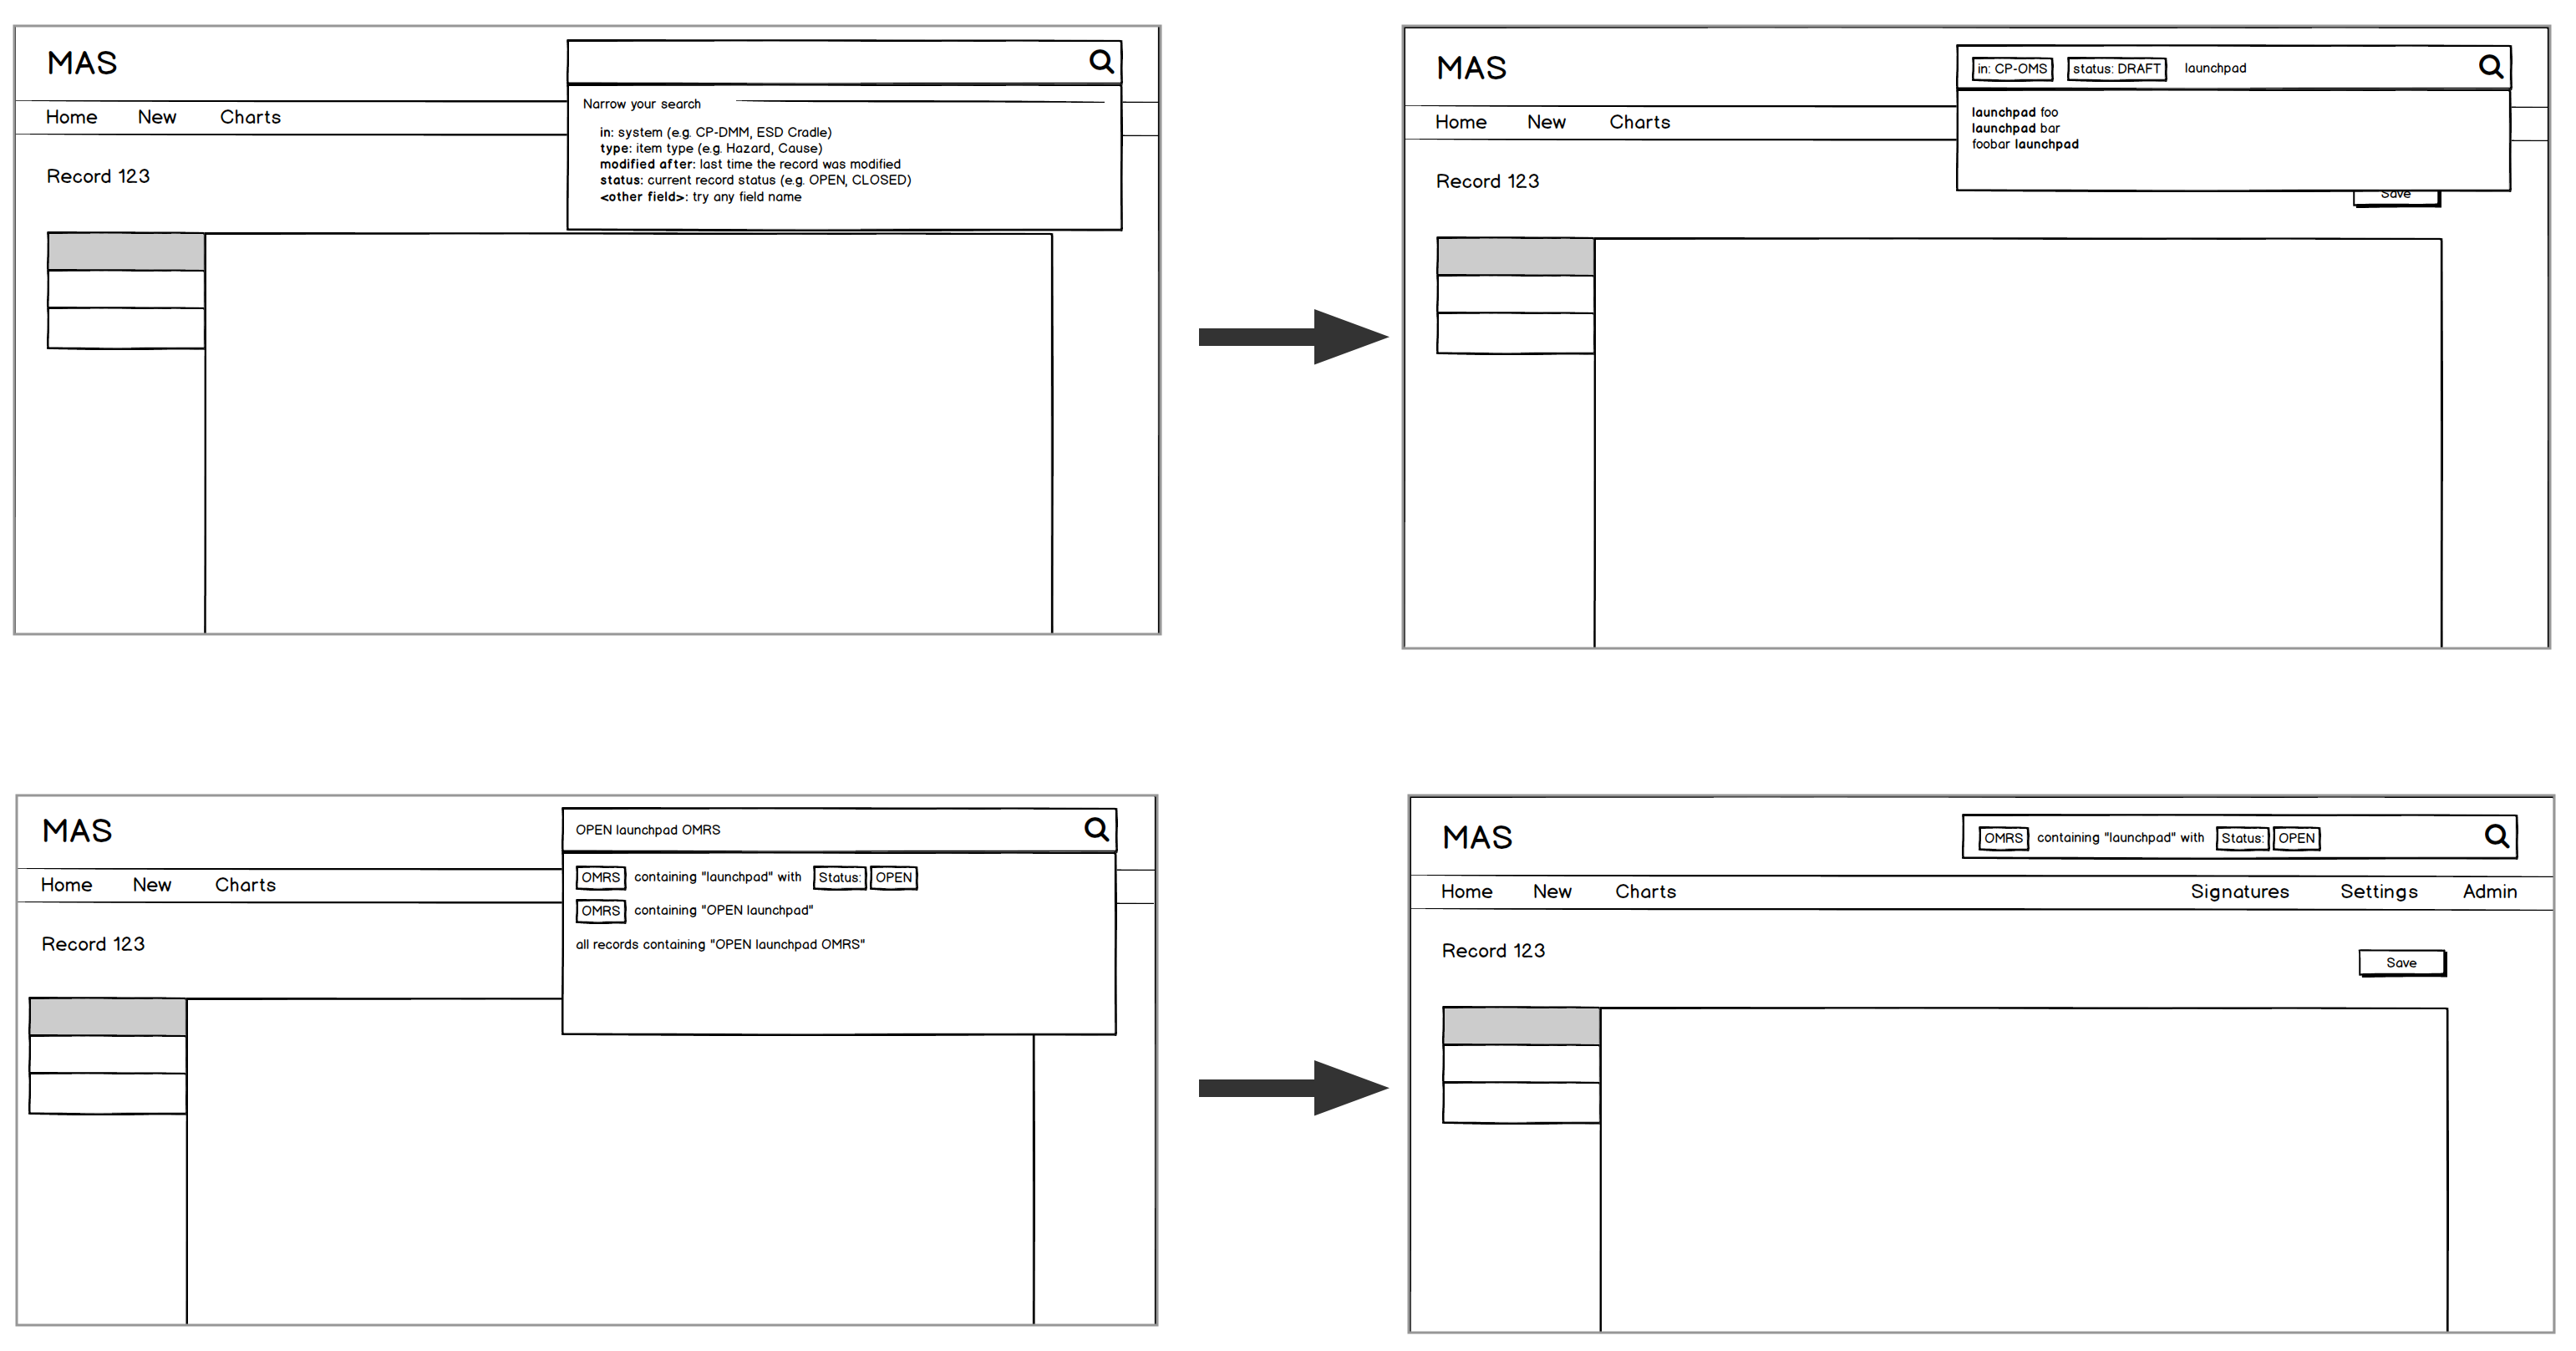 MAS
Home New Charts
Narrow your search
in: system (e.g. CP-DMM, ESD Cradle)
type: item type (e.g. Hazard, Cause)
modified after: last time the record was modified
status: current record status (e.g. OPEN, CLOSED)
<other field>: try any field name
Record 123
MAS
in: CP-OMS status: DRAFT launchpad
Home New Charts
launchpad foo
launchpad bar
foobar launchpad
Record 123
Save
MAS
OPEN launchpad OMRS
Home New Charts
OMRS containing "launchpad" with Status: OPEN
OMRS containing "OPEN launchpad"
all records containing "OPEN launchpad OMRS"
Record 123
MAS
OMRS containing "launchpad" with Status: OPEN
Home New Charts Signatures Settings Admin
Record 123
Save